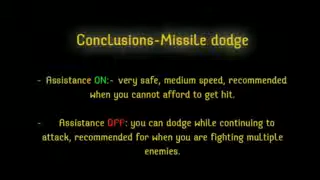 Conclusions-Missile dodge
- Assistance ON:- very safe, medium speed, recommended
when you cannot afford to get hit.
- Assistance OFF: you can dodge while continuing to
attack, recommended for when you are fighting multiple
enemies.